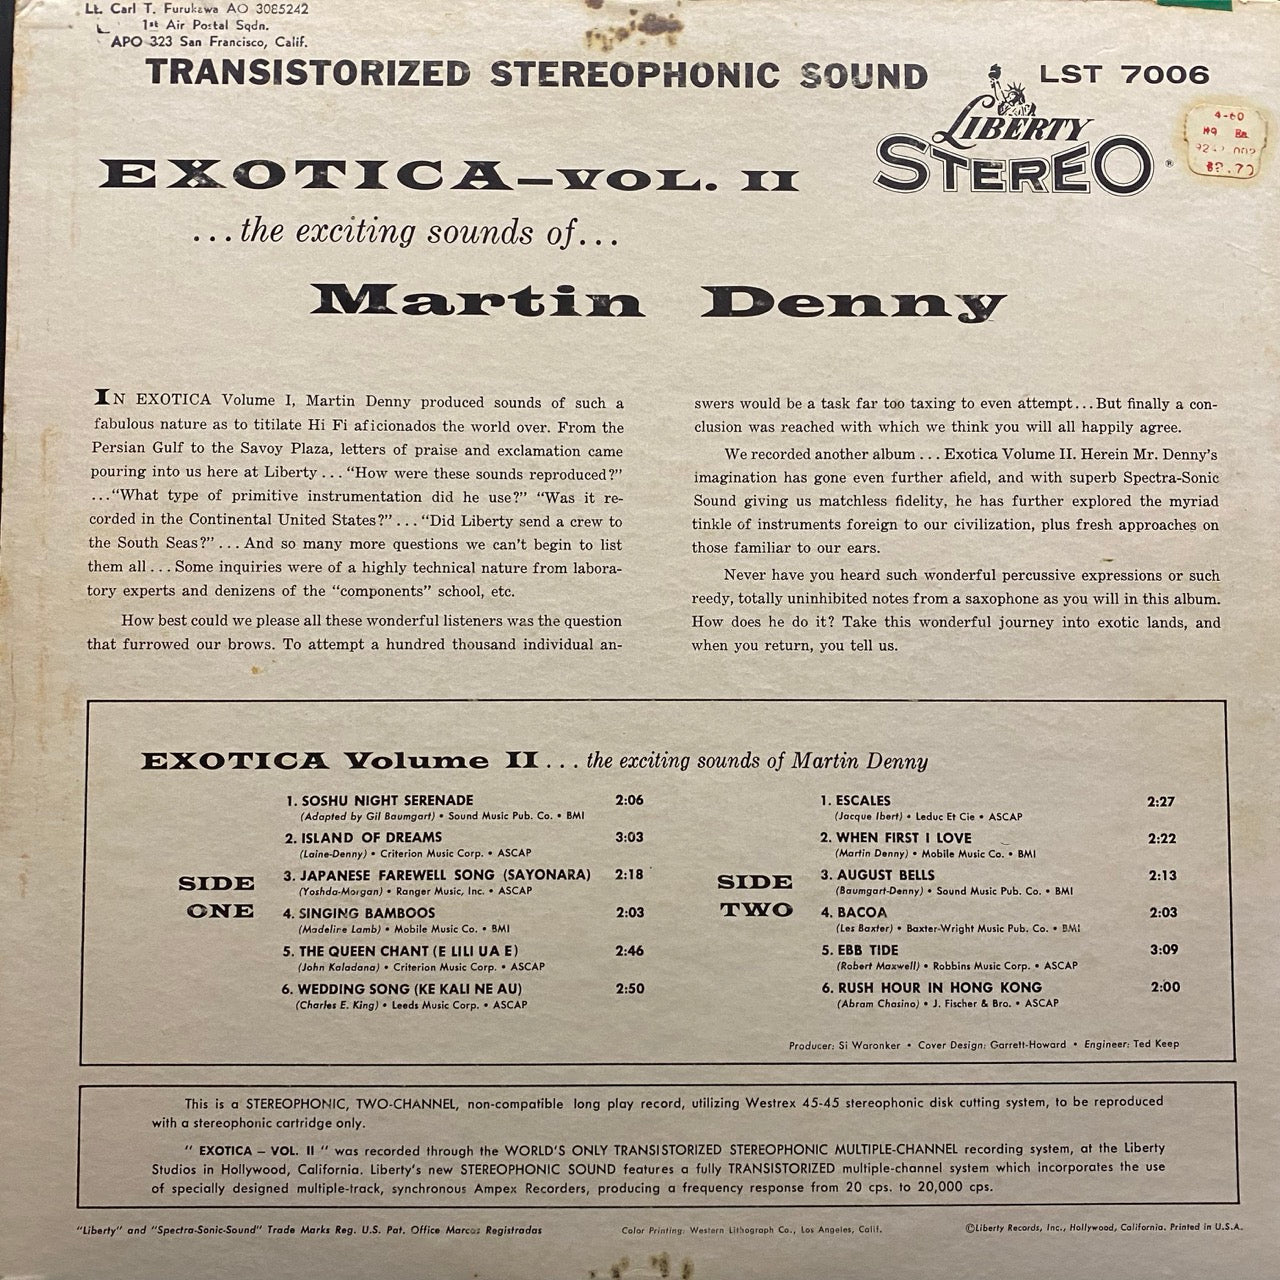 Lt. Carl T. Furukawa AO 3085242
1st Air Postal Sqdn.
APO 323 San Francisco, Calif.
TRANSISTORIZED STEREOPHONIC SOUND
LST 7006
LIBERTY
STEREO ®
4-60
EXOTICA–VOL. II
...the exciting sounds of...
Martin Denny
IN EXOTICA Volume I, Martin Denny produced sounds of such a
fabulous nature as to titilate Hi Fi aficionados the world over. From the
Persian Gulf to the Savoy Plaza, letters of praise and exclamation came
pouring into us here at Liberty . . . “How were these sounds reproduced?”
. . .“What type of primitive instrumentation did he use?” “Was it re-
corded in the Continental United States?”. . . “Did Liberty send a crew to
the South Seas?”. . . And so many more questions we can’t begin to list
them all . . . Some inquiries were of a highly technical nature from labora-
tory experts and denizens of the “components” school, etc.
How best could we please all these wonderful listeners was the question
that furrowed our brows. To attempt a hundred thousand individual an-
swers would be a task far too taxing to even attempt . . . But finally a con-
clusion was reached with which we think you will all happily agree.
We recorded another album . . . Exotica Volume II. Herein Mr. Denny’s
imagination has gone even further afield, and with superb Spectra-Sonic
Sound giving us matchless fidelity, he has further explored the myriad
tinkle of instruments foreign to our civilization, plus fresh approaches on
those familiar to our ears.
Never have you heard such wonderful percussive expressions or such
reedy, totally uninhibited notes from a saxophone as you will in this album.
How does he do it? Take this wonderful journey into exotic lands, and
when you return, you tell us.
EXOTICA Volume II . . . the exciting sounds of Martin Denny
SIDE
ONE
1. SOSHU NIGHT SERENADE 2:06
(Adapted by Gil Baumgart) • Sound Music Pub. Co. • BMI
2. ISLAND OF DREAMS 3:03
(Laine-Denny) • Criterion Music Corp. • ASCAP
3. JAPANESE FAREWELL SONG (SAYONARA) 2:18
(Yoshda-Morgan) • Ranger Music, Inc. • ASCAP
4. SINGING BAMBOOS 2:03
(Madeline Lamb) • Mobile Music Co. • BMI
5. THE QUEEN CHANT (E LILI UA E) 2:46
(John Kaladana) • Criterion Music Corp. • ASCAP
6. WEDDING SONG (KE KALI NE AU) 2:50
(Charles E. King) • Leeds Music Corp. • ASCAP
SIDE
TWO
1. ESCALES 2:27
(Jacque Ibert) • Leduc Et Cie • ASCAP
2. WHEN FIRST I LOVE 2:22
(Martin Denny) • Mobile Music Co. • BMI
3. AUGUST BELLS 2:13
(Baumgart-Denny) • Sound Music Pub. Co. • BMI
4. BACOA 2:03
(Les Baxter) • Baxter-Wright Music Pub. Co. • BMI
5. EBB TIDE 3:09
(Robert Maxwell) • Robbins Music Corp. • ASCAP
6. RUSH HOUR IN HONG KONG 2:00
(Abram Chasino) • J. Fischer & Bro. • ASCAP
Producer: Si Waronker • Cover Design: Garrett-Howard • Engineer: Ted Keep
This is a STEREOPHONIC, TWO-CHANNEL, non-compatible long play record, utilizing Westrex 45-45 stereophonic disk cutting system, to be reproduced
with a stereophonic cartridge only.
“ EXOTICA – VOL. II ” was recorded through the WORLD’S ONLY TRANSISTORIZED STEREOPHONIC MULTIPLE-CHANNEL recording system, at the Liberty
Studios in Hollywood, California. Liberty’s new STEREOPHONIC SOUND features a fully TRANSISTORIZED multiple-channel system which incorporates the use
of specially designed multiple-track, synchronous Ampex Recorders, producing a frequency response from 20 cps. to 20,000 cps.
“Liberty” and “Spectra-Sonic-Sound” Trade Marks Reg. U.S. Pat. Office Marcas Registradas
Color Printing: Western Lithograph Co., Los Angeles, Calif.
©Liberty Records, Inc., Hollywood, California. Printed in U.S.A.